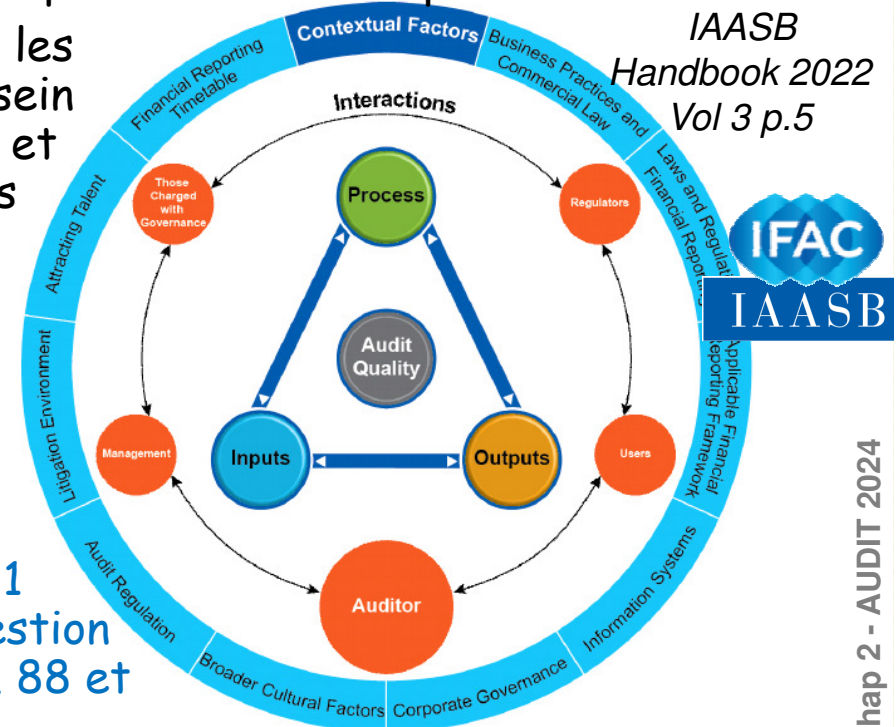 les
sein
et
s
IAASB
Handbook 2022
Vol 3 p.5
Contextual Factors
Business Practices and
Commercial Law
Laws and Regulati
Financial Reporting
Applicable Financial
Reporting Framework
Information Systems
Corporate Governance
Broader Cultural Factors
Audit Regulation
Litigation Environment
Attracting Talent
Financial Reporting
Timetable
Interactions
Those
Charged
with
Governance
Regulators
Process
Audit
Quality
Inputs
Outputs
Management
Users
Auditor
IFAC
IAASB
1
estion
88 et
hap 2 - AUDIT 2024